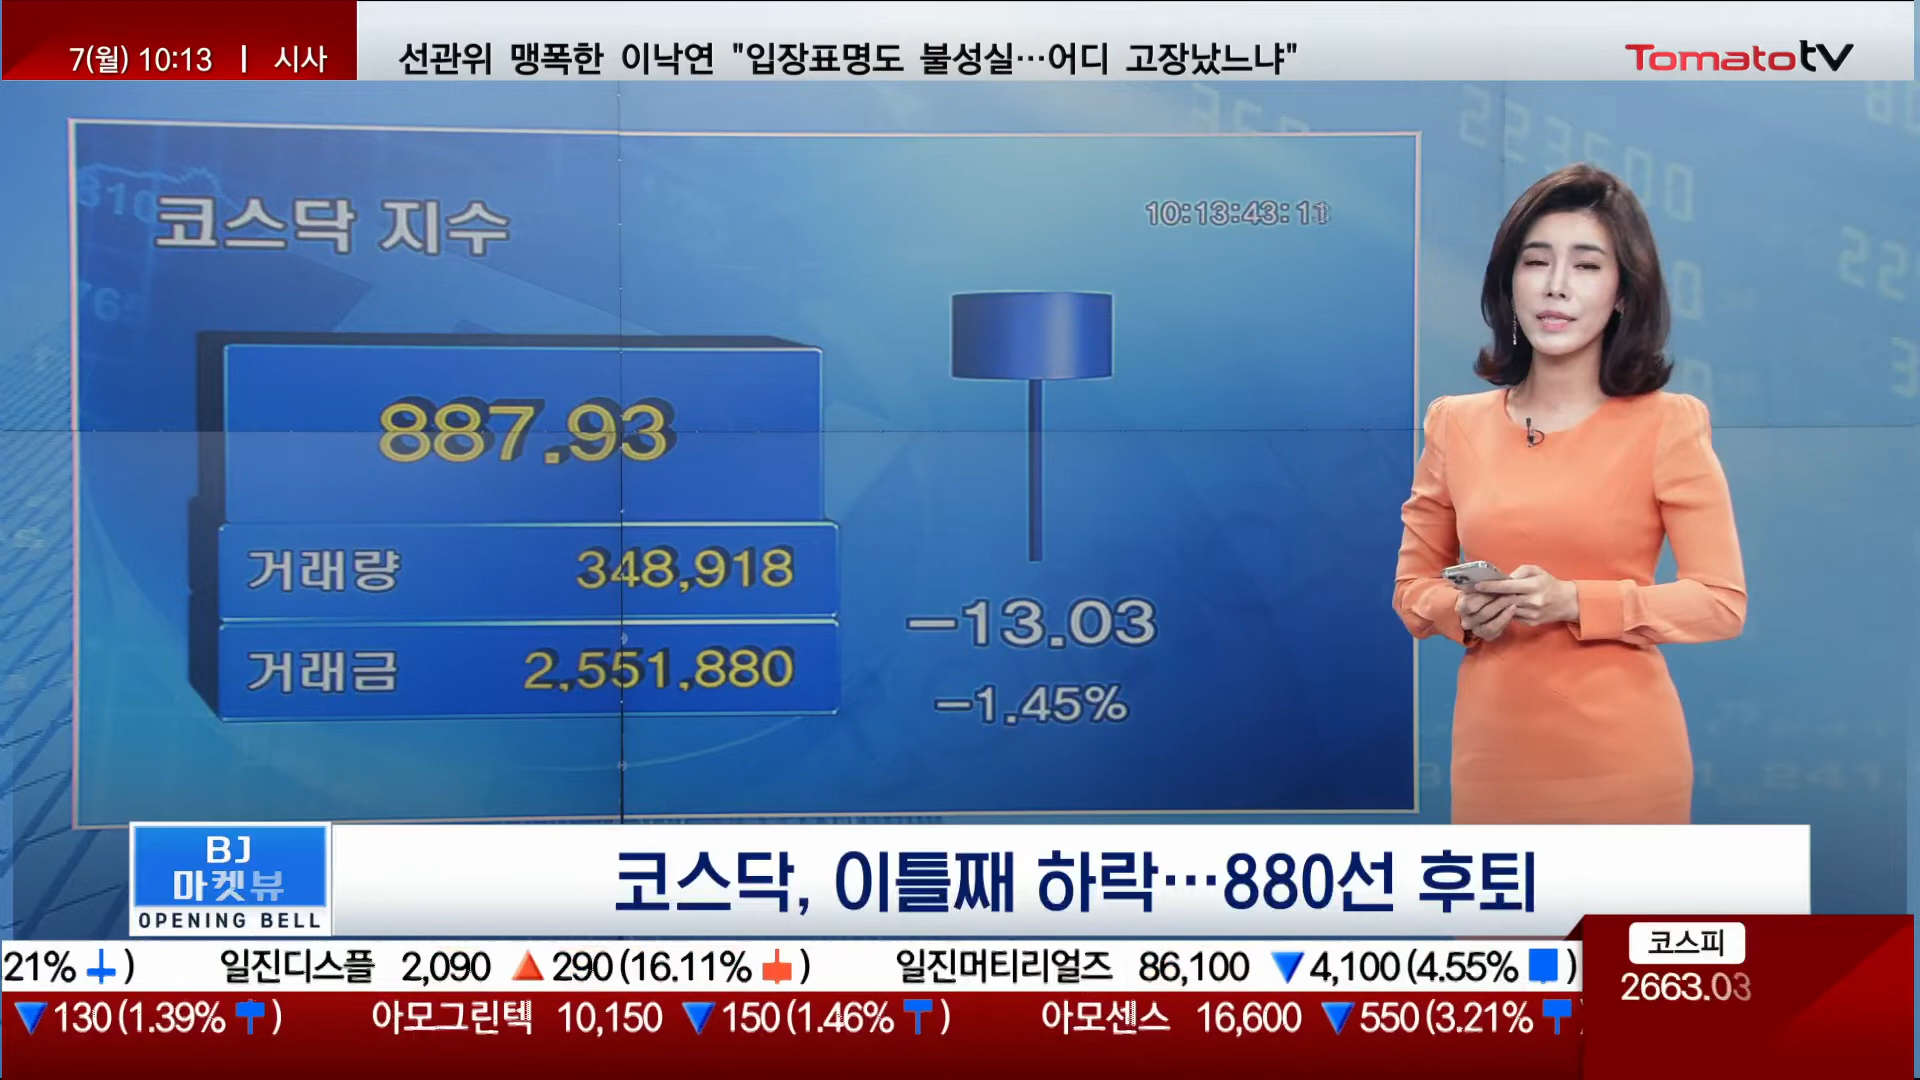 7(월) 10:13 | 시사
선관위 맹폭한 이낙연 "입장표명도 불성실…어디 고장났느냐"
Tomato tv
코스닥 지수
10:13:43:11
887.93
거래량 348,918
거래금 2,551,880
-13.03
-1.45%
BJ
마켓뷰
OPENING BELL
코스닥, 이틀째 하락…880선 후퇴
21% )
일진디스플 2,090 ▲290(16.11% )
일진머티리얼즈 86,100 ▼4,100(4.55% )
▼130(1.39% )
아모그린텍 10,150 ▼150(1.46% )
아모센스 16,600 ▼550(3.21% )
코스피
2663.03